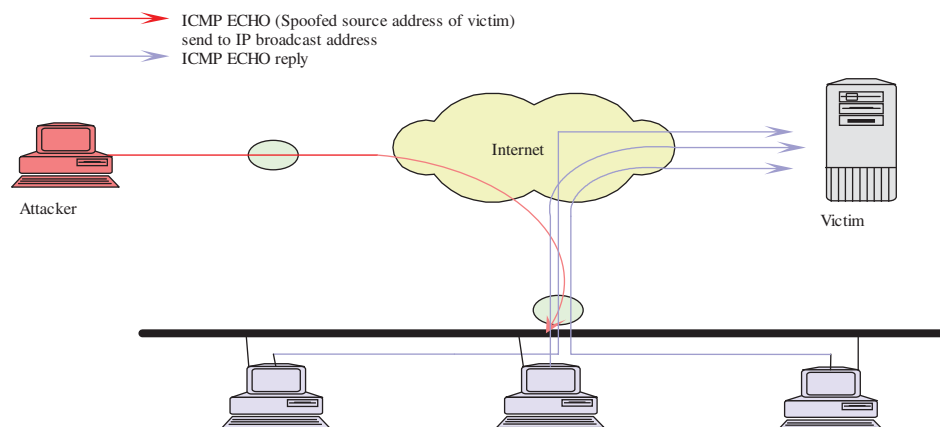 ICMP ECHO (Spoofed source address of victim)
send to IP broadcast address
ICMP ECHO reply
Internet
Attacker
Victim